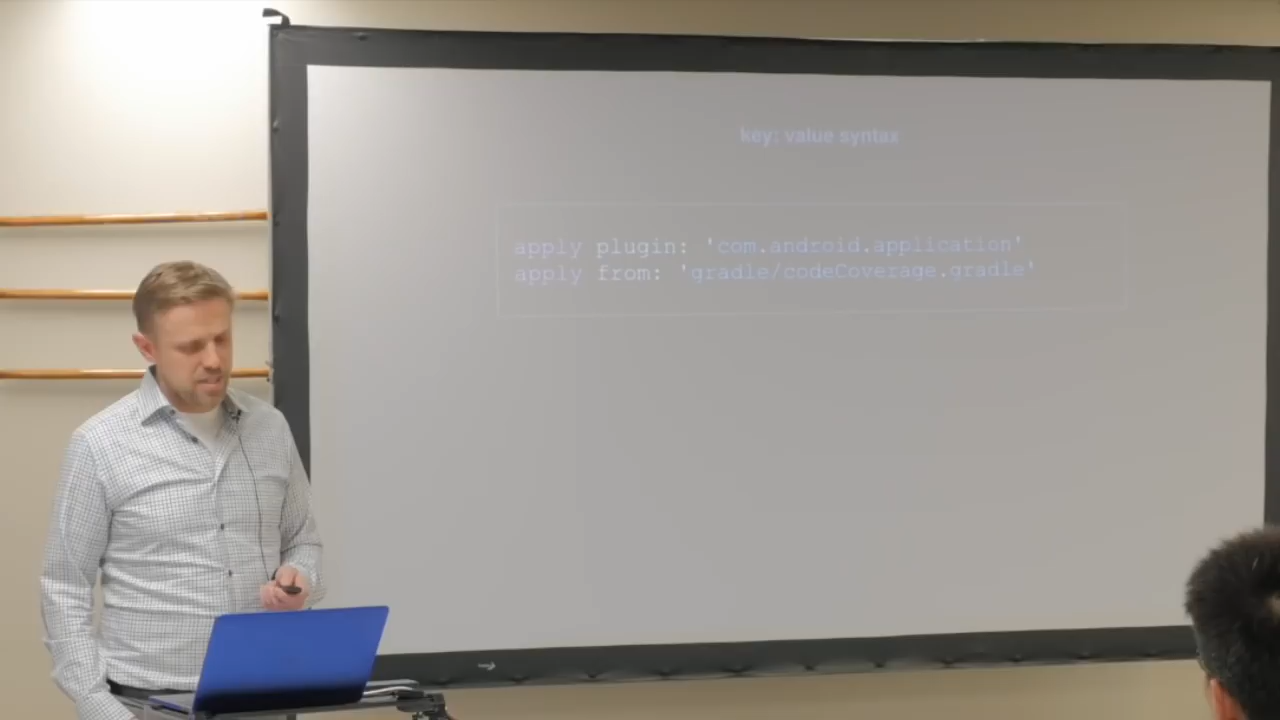 key: value syntax
apply plugin: 'com.android.application'
apply from: 'gradle/codeCoverage.gradle'